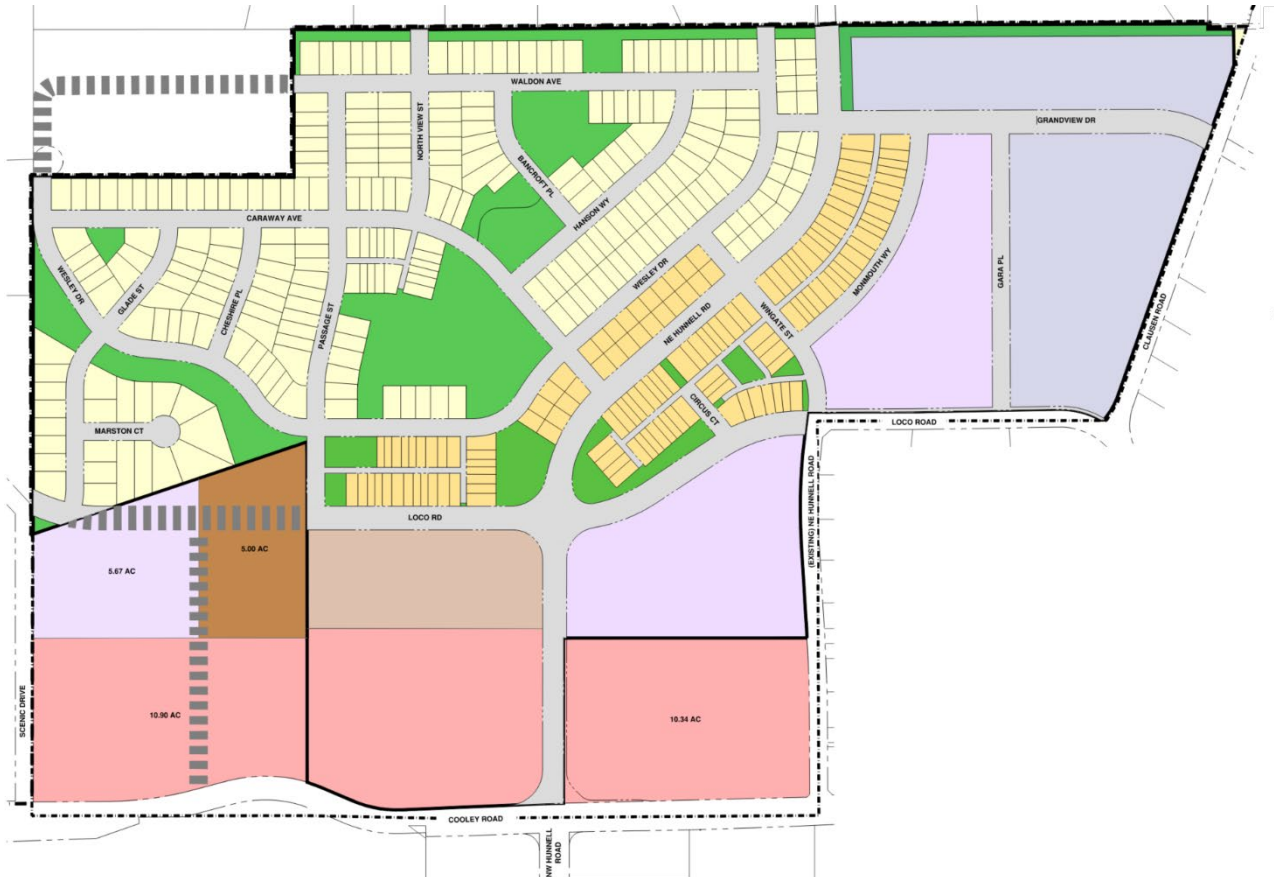 WALDON AVE
GRANDVIEW DR
NORTH VIEW ST
BANCROFT PL
HANSON WY
CARAWAY AVE
WESLEY DR
GLADE ST
CHESHIRE PL
PASSAGE ST
WESLEY DR
NE HUNNELL RD
WINGATE ST
MONMOUTH WY
GARA PL
CLAUSEN ROAD
CIRCUS CT
MARSTON CT
LOCO ROAD
LOCO RD
(EXISTING) NE HUNNELL ROAD
5.00 AC
5.67 AC
SCENIC DRIVE
10.90 AC
10.34 AC
COOLEY ROAD
NW HUNNELL
ROAD